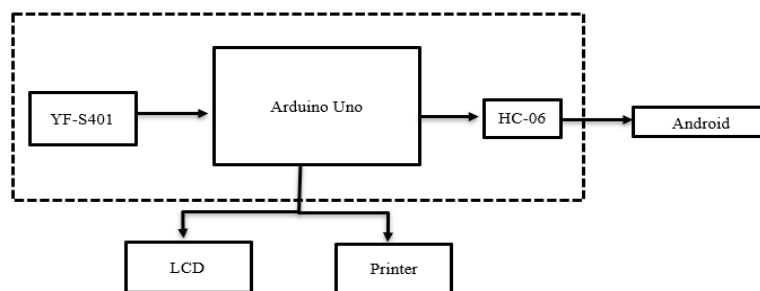 Arduino Uno
YF-S401
HC-06
Android
LCD
Printer